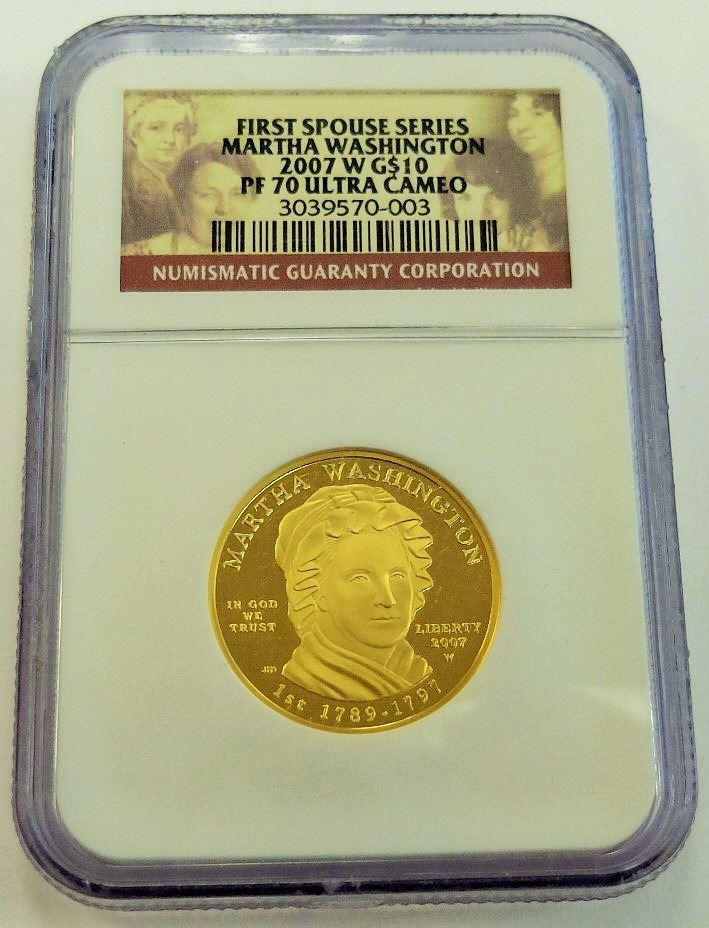 FIRST SPOUSE SERIES
MARTHA WASHINGTON
2007 W G$10
PF 70 ULTRA CAMEO
3039570-003
NUMISMATIC GUARANTY CORPORATION
MARTHA WASHINGTON
IN GOD
WE
TRUST
LIBERTY
2007
W
1st 1789-1797